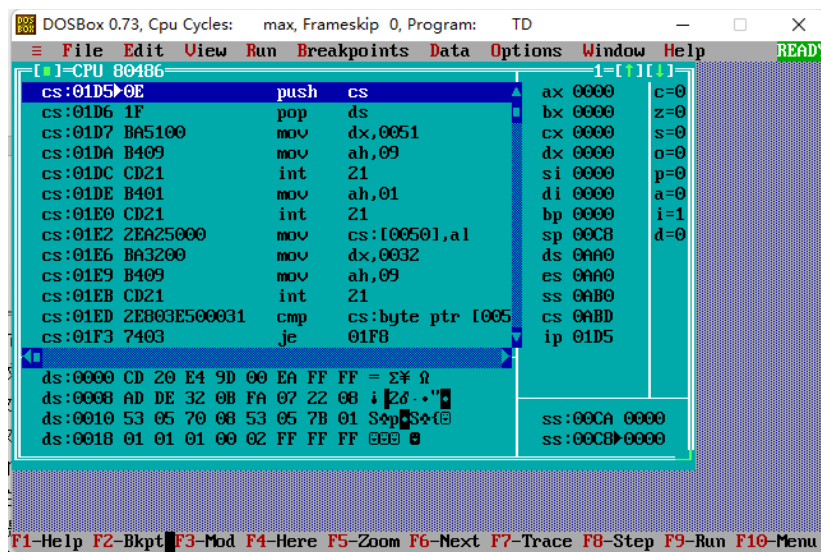 DOSBox 0.73, Cpu Cycles: max, Frameskip 0, Program: TD
≡ File Edit View Run Breakpoints Data Options Window Help READY
[■]=CPU 80486 1=[↑][↓]
cs:01D5►0E push cs ax 0000 c=0
cs:01D6 1F pop ds bx 0000 z=0
cs:01D7 BA5100 mov dx,0051 cx 0000 s=0
cs:01DA B409 mov ah,09 dx 0000 o=0
cs:01DC CD21 int 21 si 0000 p=0
cs:01DE B401 mov ah,01 di 0000 a=0
cs:01E0 CD21 int 21 bp 0000 i=1
cs:01E2 2EA25000 mov cs:[0050],al sp 00C8 d=0
cs:01E6 BA3200 mov dx,0032 ds 0AA0
cs:01E9 B409 mov ah,09 es 0AA0
cs:01EB CD21 int 21 ss 0AB0
cs:01ED 2E803E500031 cmp cs:byte ptr [005 cs 0ABD
cs:01F3 7403 je 01F8 ip 01D5
ds:0000 CD 20 E4 9D 00 EA FF FF = Σ¥ Ω
ds:0008 AD DE 32 0B FA 07 22 08
ds:0010 53 05 70 08 53 05 7B 01 S♣p◘S♣{☺ ss:00CA 0000
ds:0018 01 01 01 00 02 FF FF FF ☺☺☺ ☻ ss:00C8►0000
F1-Help F2-Bkpt F3-Mod F4-Here F5-Zoom F6-Next F7-Trace F8-Step F9-Run F10-Menu